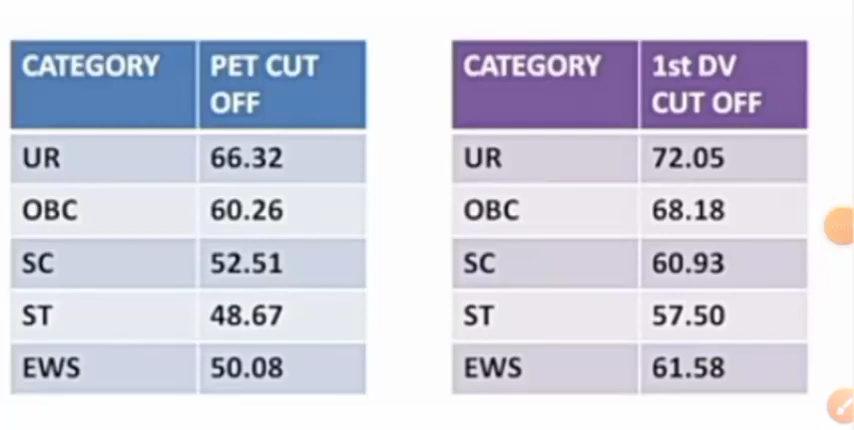 CATEGORY PET CUT OFF
UR 66.32
OBC 60.26
SC 52.51
ST 48.67
EWS 50.08
CATEGORY 1st DV CUT OFF
UR 72.05
OBC 68.18
SC 60.93
ST 57.50
EWS 61.58